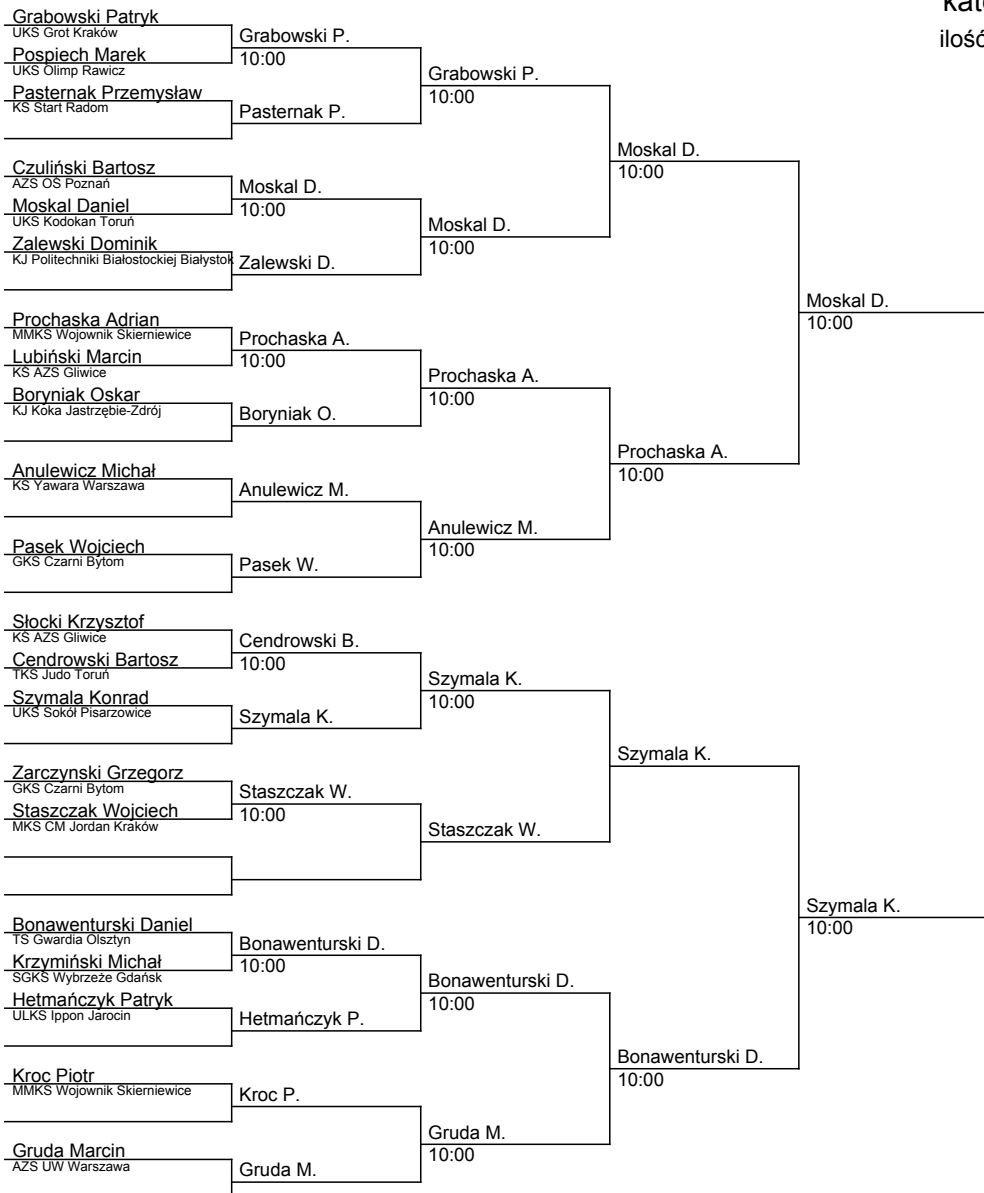 kat
ilość
Grabowski Patryk
UKS Grot Kraków
Pospiech Marek
UKS Olimp Rawicz
Pasternak Przemysław
KS Start Radom
Czuliński Bartosz
AZS OŚ Poznań
Moskal Daniel
UKS Kodokan Toruń
Zalewski Dominik
KJ Politechniki Białostockiej Białystok
Prochaska Adrian
MMKS Wojownik Skierniewice
Lubiński Marcin
KŚ AZS Gliwice
Boryniak Oskar
KJ Koka Jastrzębie-Zdrój
Anulewicz Michał
KS Yawara Warszawa
Pasek Wojciech
GKS Czarni Bytom
Słocki Krzysztof
KŚ AZS Gliwice
Cendrowski Bartosz
TKS Judo Toruń
Szymala Konrad
UKS Sokół Pisarzowice
Zarczynski Grzegorz
GKS Czarni Bytom
Staszczak Wojciech
MKS CM Jordan Kraków
Bonawenturski Daniel
TS Gwardia Olsztyn
Krzymiński Michał
SGKS Wybrzeże Gdańsk
Hetmańczyk Patryk
ULKS Ippon Jarocin
Kroc Piotr
MMKS Wojownik Skierniewice
Gruda Marcin
AZS UW Warszawa
Grabowski P.
10:00
Pasternak P.
Moskal D.
10:00
Zalewski D.
Prochaska A.
10:00
Boryniak O.
Anulewicz M.
Pasek W.
Cendrowski B.
10:00
Szymala K.
Staszczak W.
10:00
Bonawenturski D.
10:00
Hetmańczyk P.
Kroc P.
Gruda M.
Grabowski P.
10:00
Moskal D.
10:00
Prochaska A.
10:00
Anulewicz M.
10:00
Szymala K.
10:00
Staszczak W.
Bonawenturski D.
10:00
Gruda M.
10:00
Moskal D.
10:00
Prochaska A.
10:00
Szymala K.
Bonawenturski D.
10:00
Moskal D.
10:00
Szymala K.
10:00